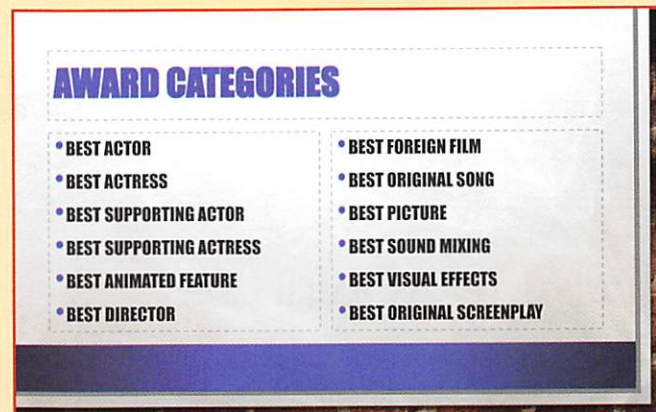 AWARD CATEGORIES
• BEST ACTOR
• BEST ACTRESS
• BEST SUPPORTING ACTOR
• BEST SUPPORTING ACTRESS
• BEST ANIMATED FEATURE
• BEST DIRECTOR
• BEST FOREIGN FILM
• BEST ORIGINAL SONG
• BEST PICTURE
• BEST SOUND MIXING
• BEST VISUAL EFFECTS
• BEST ORIGINAL SCREENPLAY